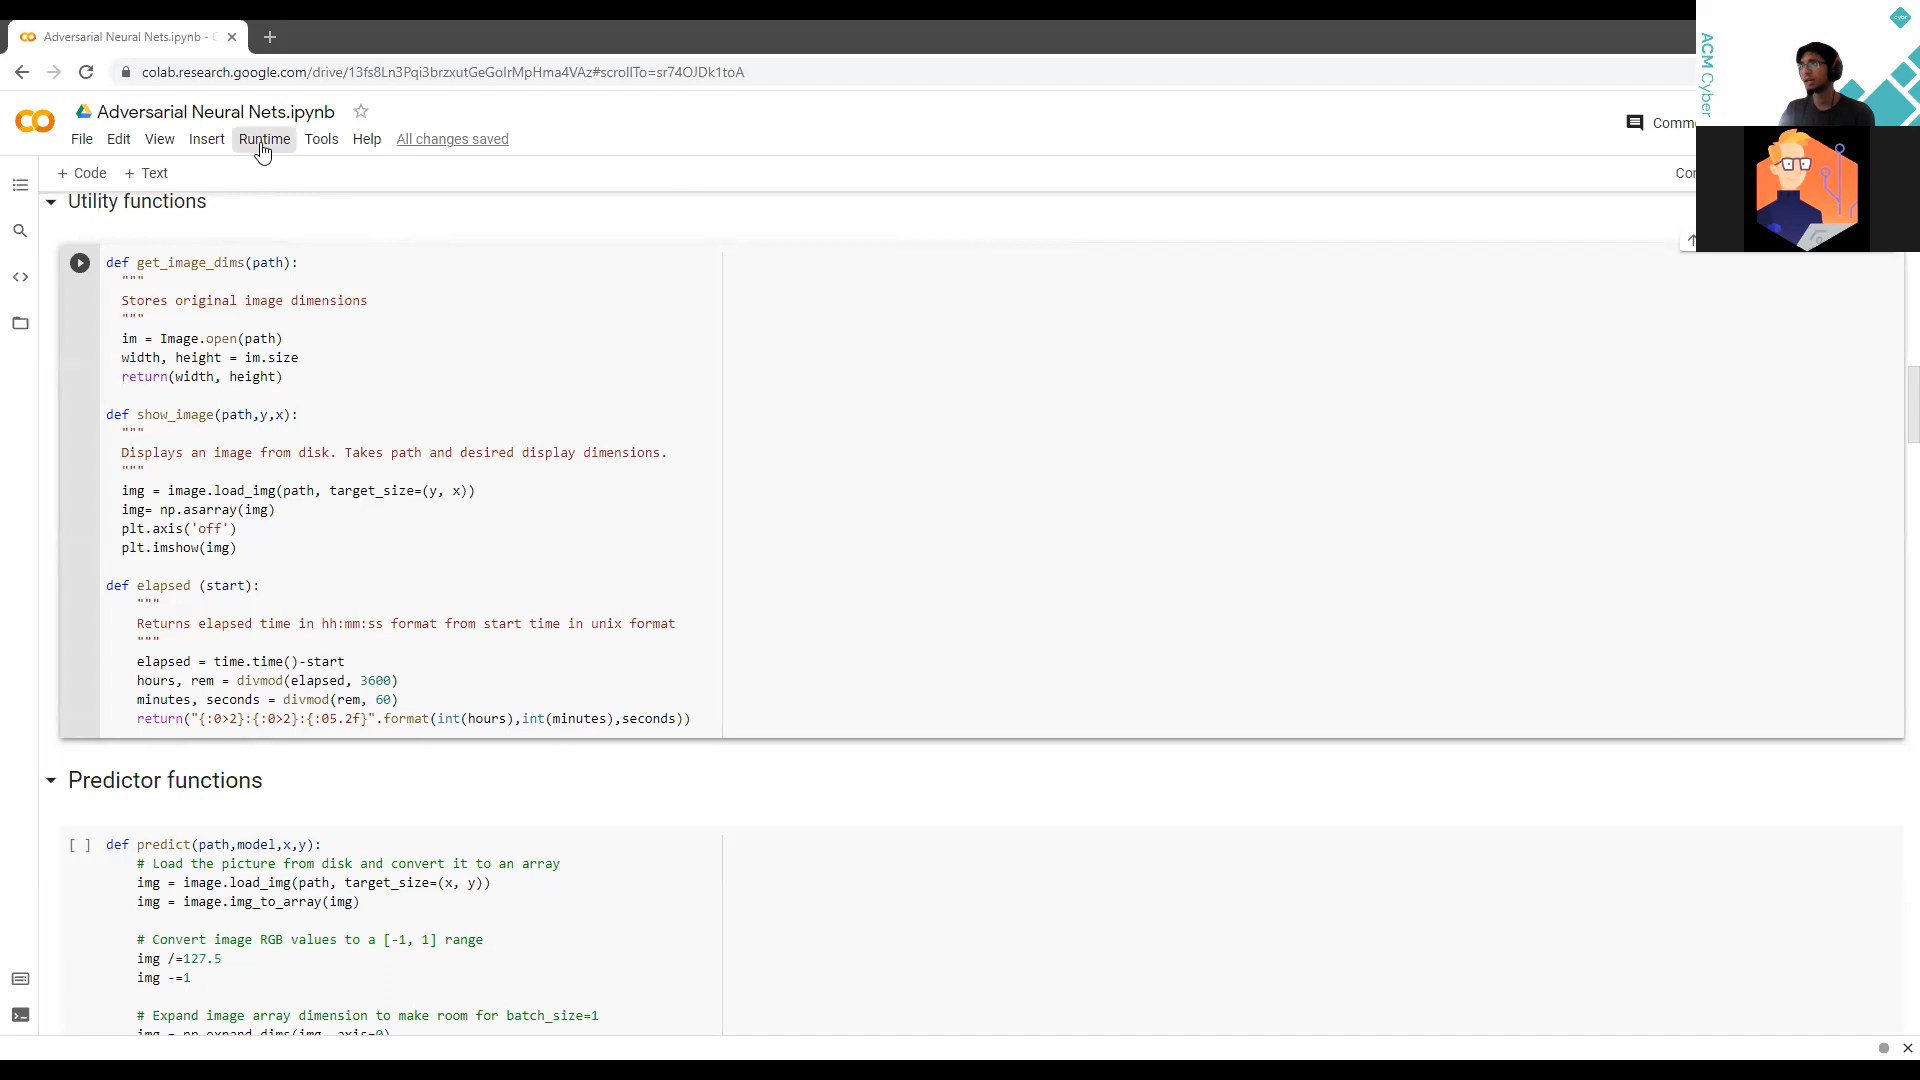 Adversarial Neural Nets.ipynb -
colab.research.google.com/drive/13fs8Ln3Pqi3brzxutGeGoIrMpHma4VAz#scrollTo=sr74OJDk1toA
Adversarial Neural Nets.ipynb
File Edit View Insert Runtime Tools Help All changes saved
+ Code + Text
ACM Cyber
cyber
Utility functions
def get_image_dims(path):
"""
Stores original image dimensions
"""
im = Image.open(path)
width, height = im.size
return(width, height)
def show_image(path,y,x):
"""
Displays an image from disk. Takes path and desired display dimensions.
"""
img = image.load_img(path, target_size=(y, x))
img= np.asarray(img)
plt.axis('off')
plt.imshow(img)
def elapsed (start):
"""
Returns elapsed time in hh:mm:ss format from start time in unix format
"""
elapsed = time.time()-start
hours, rem = divmod(elapsed, 3600)
minutes, seconds = divmod(rem, 60)
return("{:0>2}:{:0>2}:{:05.2f}".format(int(hours),int(minutes),seconds))
Predictor functions
[ ] def predict(path,model,x,y):
# Load the picture from disk and convert it to an array
img = image.load_img(path, target_size=(x, y))
img = image.img_to_array(img)
# Convert image RGB values to a [-1, 1] range
img /=127.5
img -=1
# Expand image array dimension to make room for batch_size=1
img = np.expand_dims(img, axis=0)